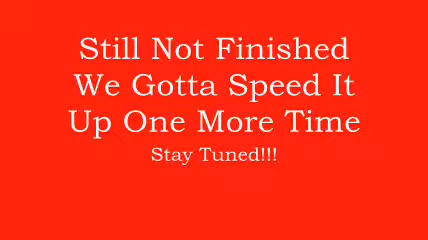 Still Not Finished
We Gotta Speed It
Up One More Time
Stay Tuned!!!